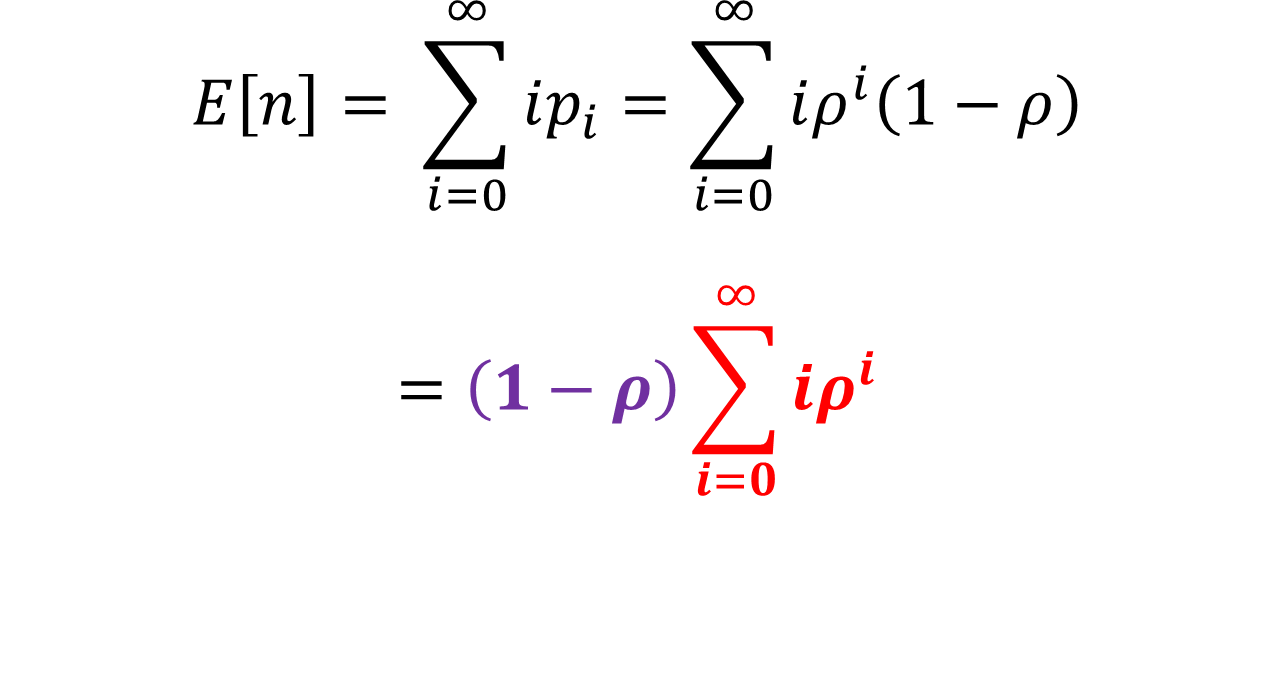 E[n] = ∑_{i=0}^{∞} ip_i = ∑_{i=0}^{∞} iρ^i(1 − ρ)
= (1 − ρ) ∑_{i=0}^{∞} iρ^i